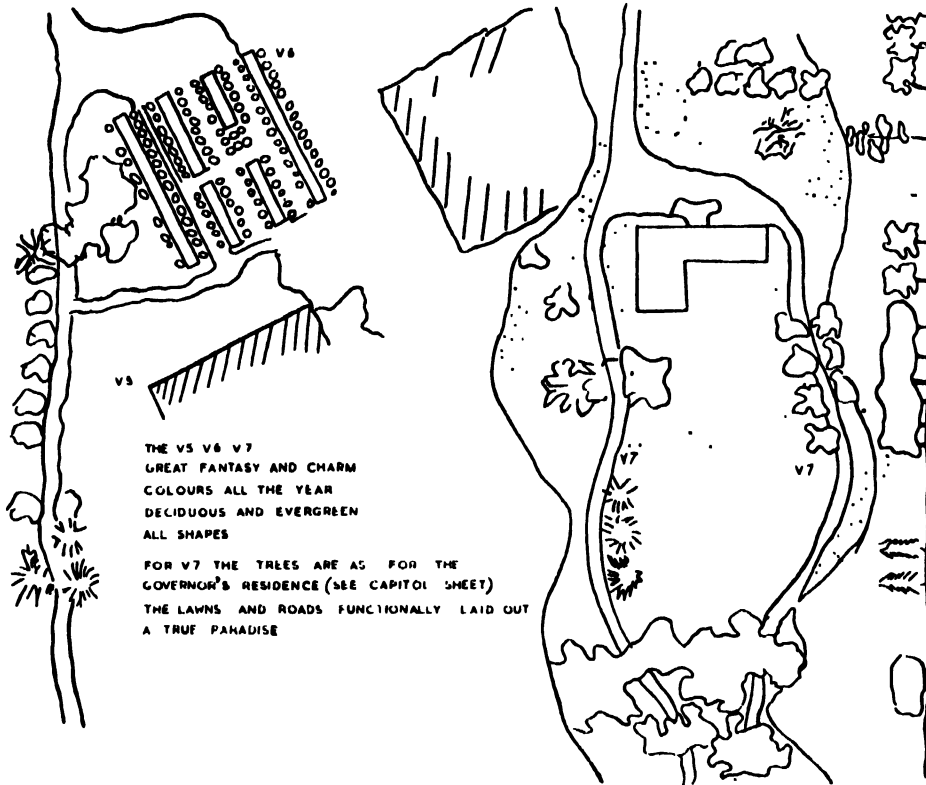 V6
V5
THE V5 V6 V7
GREAT FANTASY AND CHARM
COLOURS ALL THE YEAR
DECIDUOUS AND EVERGREEN
ALL SHAPES
FOR V7 THE TREES ARE AS FOR THE
GOVERNOR'S RESIDENCE (SEE CAPITOL SHEET)
THE LAWNS AND ROADS FUNCTIONALLY LAID OUT
A TRUE PARADISE
V7
V7